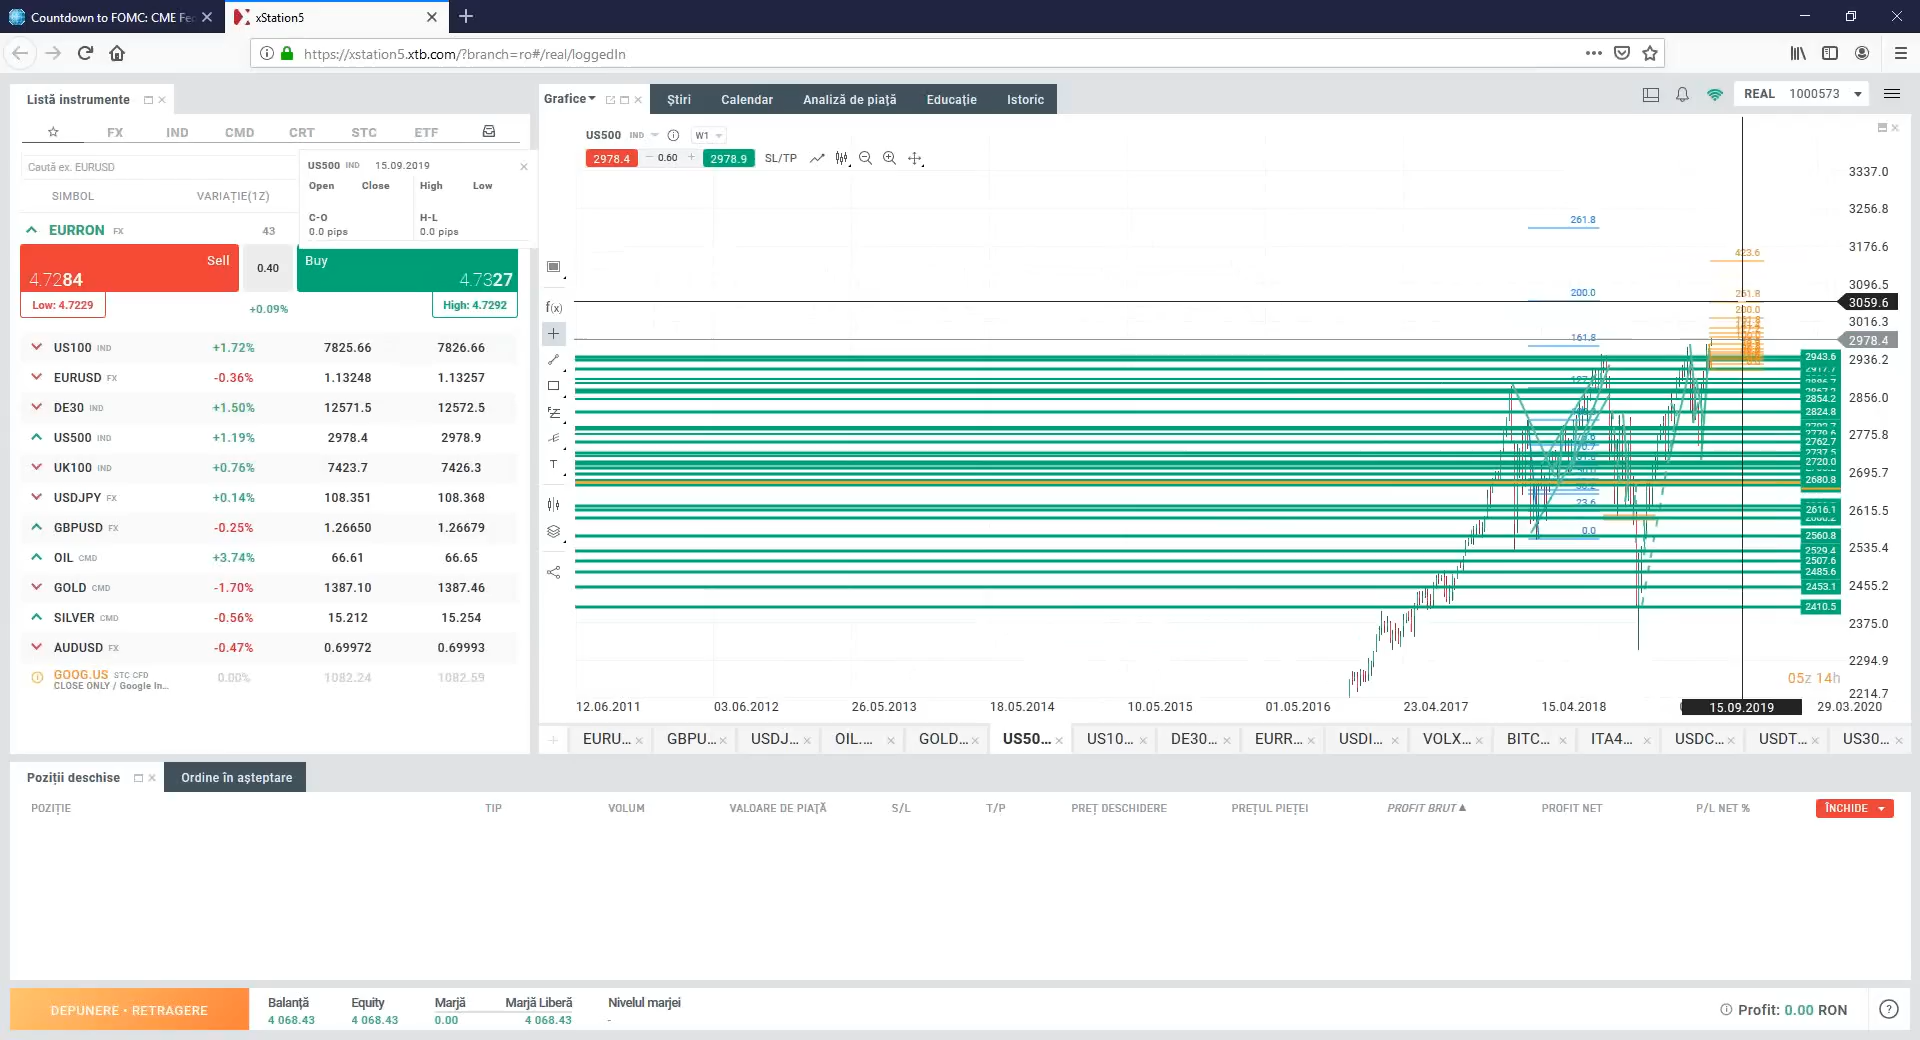 Countdown to FOMC: CME Fe
xStation5
https://xstation5.xtb.com/?branch=ro#/real/loggedIn
Listă instrumente
Grafice
Știri
Calendar
Analiză de piață
Educație
Istoric
REAL 1000573
FX
IND
CMD
CRT
STC
ETF
Caută ex. EURUSD
SIMBOL
VARIAȚIE(1Z)
US500 IND 15.09.2019
Open Close High Low
C-O H-L
0.0 pips 0.0 pips
EURRON FX 43
Sell
4.7284
0.40
Buy
4.7327
Low: 4.7229
+0.09%
High: 4.7292
US100 IND +1.72% 7825.66 7826.66
EURUSD FX -0.36% 1.13248 1.13257
DE30 IND +1.50% 12571.5 12572.5
US500 IND +1.19% 2978.4 2978.9
UK100 IND +0.76% 7423.7 7426.3
USDJPY FX +0.14% 108.351 108.368
GBPUSD FX -0.25% 1.26650 1.26679
OIL CMD +3.74% 66.61 66.65
GOLD CMD -1.70% 1387.10 1387.46
SILVER CMD -0.56% 15.212 15.254
AUDUSD FX -0.47% 0.69972 0.69993
GOOG.US STC CFD 0.00% 1082.24 1082.59
CLOSE ONLY / Google In...
US500 IND W1
2978.4 0.60 2978.9 SL/TP
f(x)
T
261.8
200.0
161.8
23.6
0.0
423.6
261.8
200.0
3337.0
3256.8
3176.6
3096.5
3059.6
3016.3
2978.4
2936.2
2856.0
2775.8
2695.7
2615.5
2535.4
2455.2
2375.0
2294.9
2214.7
2943.6
2917.7
2854.2
2824.8
2762.7
2737.5
2720.0
2680.8
2616.1
2560.8
2529.4
2507.6
2485.6
2453.1
2410.5
05z 14h
12.06.2011
03.06.2012
26.05.2013
18.05.2014
10.05.2015
01.05.2016
23.04.2017
15.04.2018
15.09.2019
29.03.2020
EURU...
GBPU...
USDJ...
OIL....
GOLD...
US50...
US10...
DE30...
EURR...
USDI...
VOLX...
BITC...
ITA4...
USDC...
USDT...
US30...
Poziții deschise
Ordine în așteptare
POZIȚIE
TIP
VOLUM
VALOARE DE PIAȚĂ
S/L
T/P
PREȚ DESCHIDERE
PREȚUL PIEȚEI
PROFIT BRUT
PROFIT NET
P/L NET %
ÎNCHIDE
DEPUNERE • RETRAGERE
Balanță Equity Marjă Marjă Liberă Nivelul marjei
4 068.43 4 068.43 0.00 4 068.43 -
Profit: 0.00 RON
?